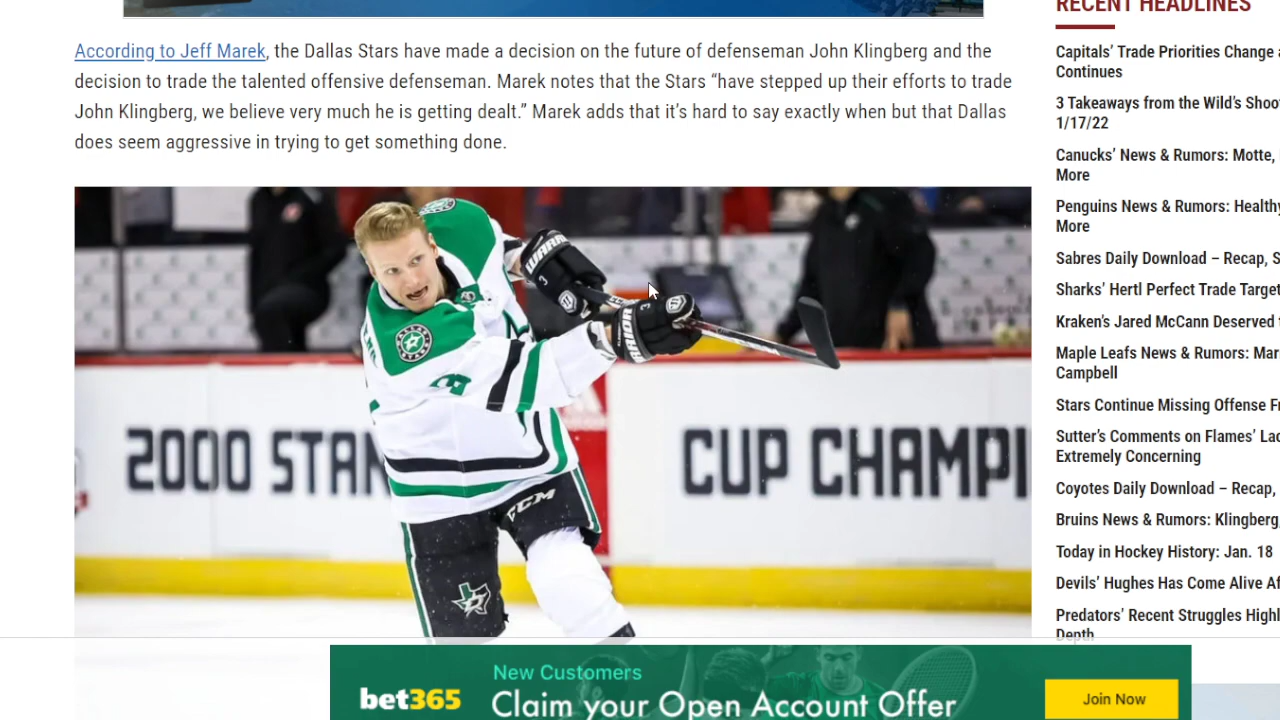 According to Jeff Marek, the Dallas Stars have made a decision on the future of defenseman John Klingberg and the
decision to trade the talented offensive defenseman. Marek notes that the Stars “have stepped up their efforts to trade
John Klingberg, we believe very much he is getting dealt.” Marek adds that it’s hard to say exactly when but that Dallas
does seem aggressive in trying to get something done.
WARRIOR
3
3
2000 STAN
CUP CHAMPI
CCM
RECENT HEADLINES
Capitals’ Trade Priorities Change
Continues
3 Takeaways from the Wild’s
1/17/22
Canucks’ News & Rumors: Motte,
More
Penguins News & Rumors: Healthy
More
Sabres Daily Download – Recap,
Sharks’ Hertl Perfect Trade Target
Kraken’s Jared McCann Deserved
Maple Leafs News & Rumors:
Campbell
Stars Continue Missing Offense
Sutter’s Comments on Flames’
Extremely Concerning
Coyotes Daily Download – Recap,
Bruins News & Rumors: Klingberg,
Today in Hockey History: Jan. 18
Devils’ Hughes Has Come Alive
Predators’ Recent Struggles
Depth
New Customers
bet365 Claim your Open Account Offer
Join Now